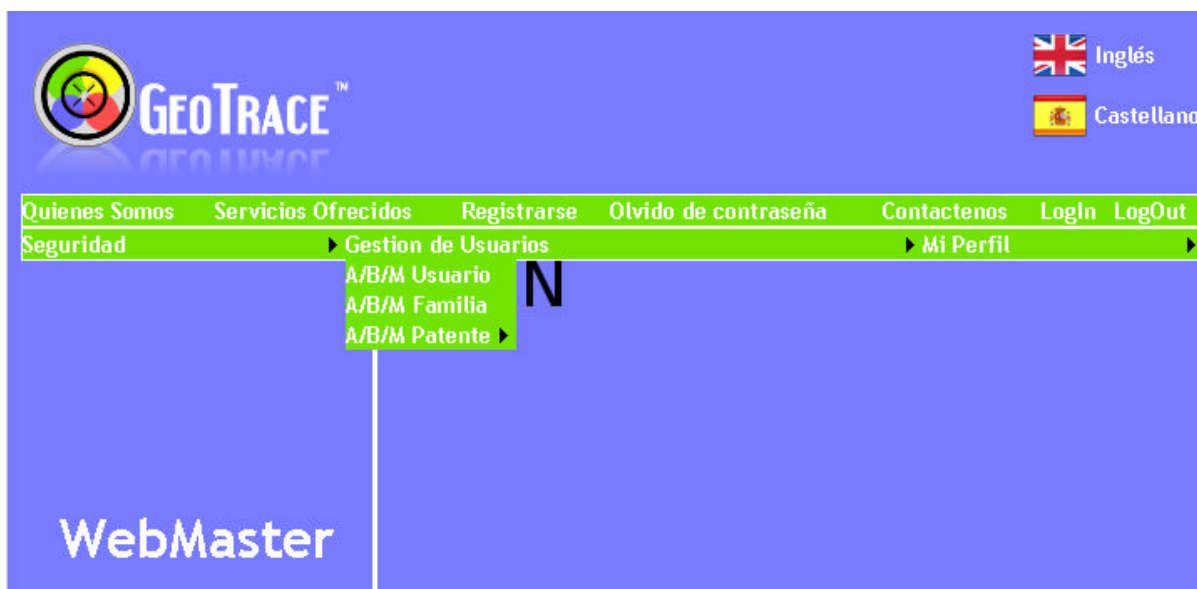 GEOTRACE™
Inglés
Castellano
Quienes Somos Servicios Ofrecidos Registrarse Olvido de contraseña Contactenos LogIn LogOut
Seguridad Gestion de Usuarios Mi Perfil
A/B/M Usuario
N
A/B/M Familia
A/B/M Patente
WebMaster